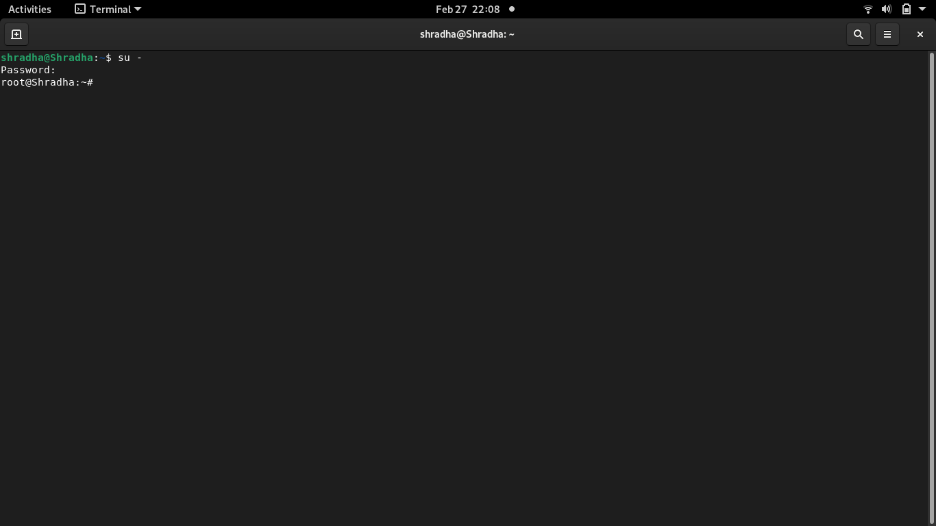 Activities Terminal Feb 27 22:08
shradha@Shradha: ~
shradha@Shradha:~$ su -
Password:
root@Shradha:~#